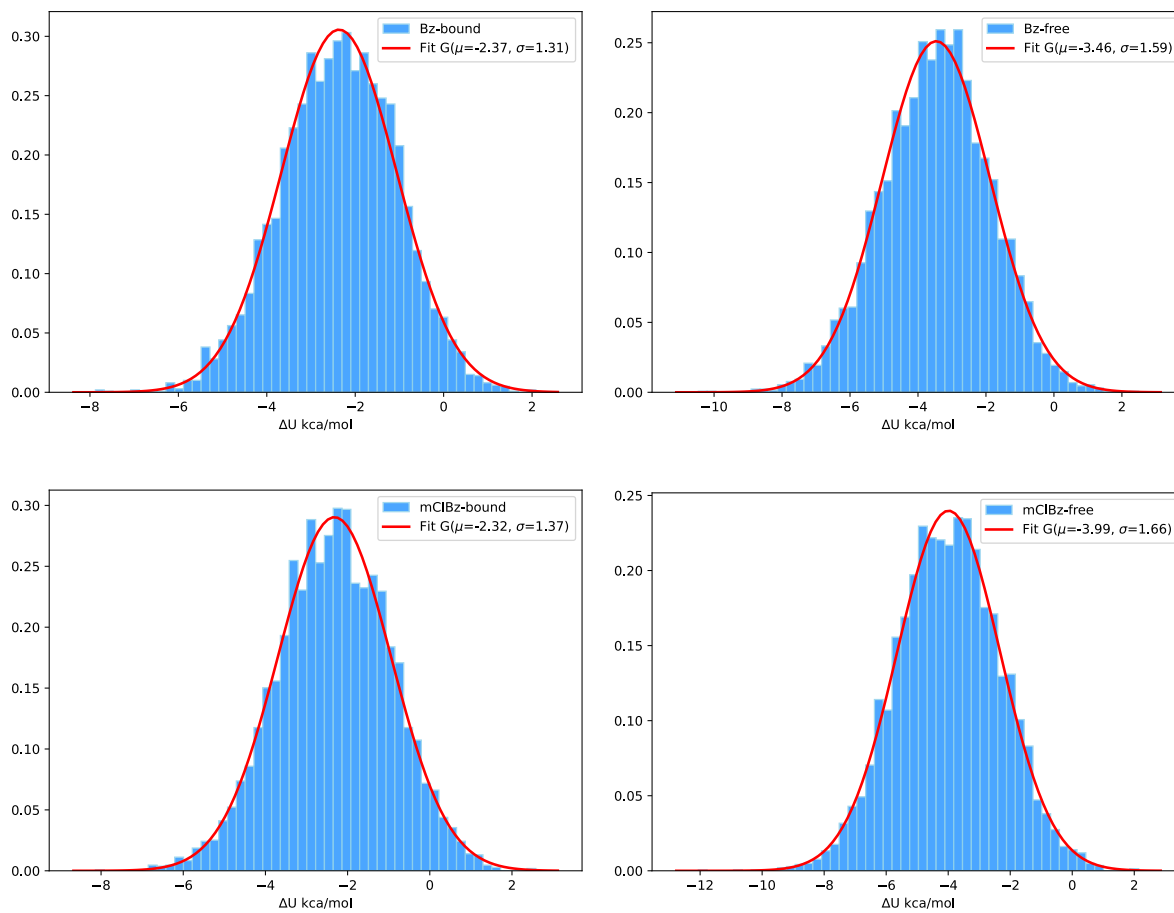 Bz-bound
Fit G(μ=-2.37, σ=1.31)
0.30
0.25
0.20
0.15
0.10
0.05
0.00
−8 −6 −4 −2 0 2
ΔU kca/mol
Bz-free
Fit G(μ=-3.46, σ=1.59)
0.25
0.20
0.15
0.10
0.05
0.00
−10 −8 −6 −4 −2 0 2
ΔU kca/mol
mClBz-bound
Fit G(μ=-2.32, σ=1.37)
0.30
0.25
0.20
0.15
0.10
0.05
0.00
−8 −6 −4 −2 0 2
ΔU kca/mol
mClBz-free
Fit G(μ=-3.99, σ=1.66)
0.25
0.20
0.15
0.10
0.05
0.00
−12 −10 −8 −6 −4 −2 0 2
ΔU kca/mol